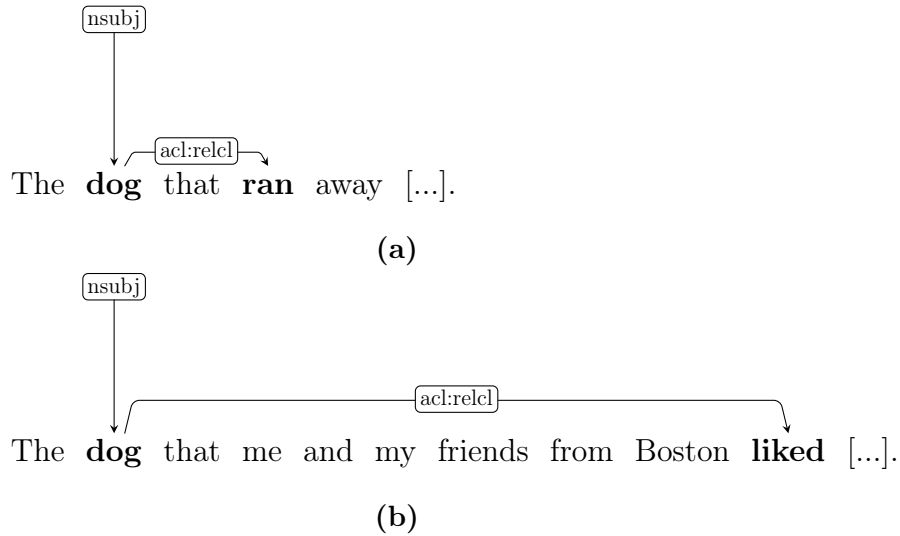 nsubj
acl:relcl
The dog that ran away [...].
(a)
nsubj
acl:relcl
The dog that me and my friends from Boston liked [...].
(b)